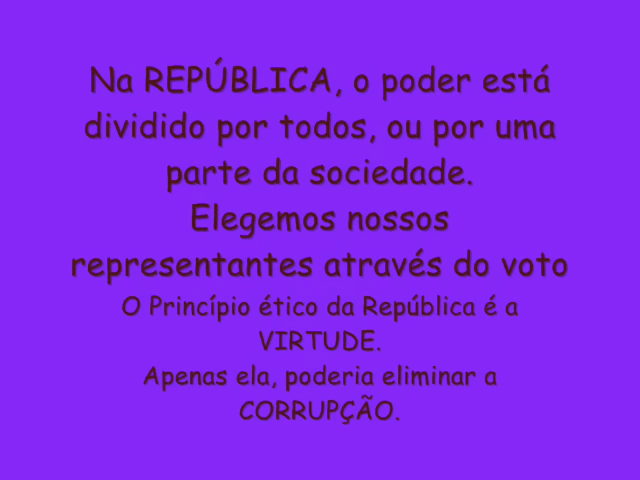 Na REPÚBLICA, o poder está
dividido por todos, ou por uma
parte da sociedade.
Elegemos nossos
representantes através do voto
O Princípio ético da República é a
VIRTUDE.
Apenas ela, poderia eliminar a
CORRUPÇÃO.